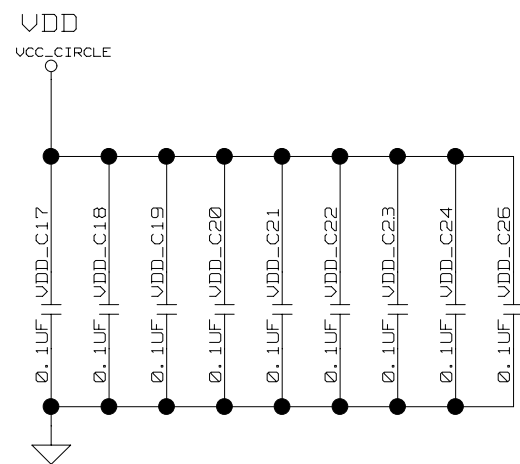 VDD
VCC_CIRCLE
VDD_C17
VDD_C18
VDD_C19
VDD_C20
VDD_C21
VDD_C22
VDD_C23
VDD_C24
VDD_C26
0.1UF
0.1UF
0.1UF
0.1UF
0.1UF
0.1UF
0.1UF
0.1UF
0.1UF